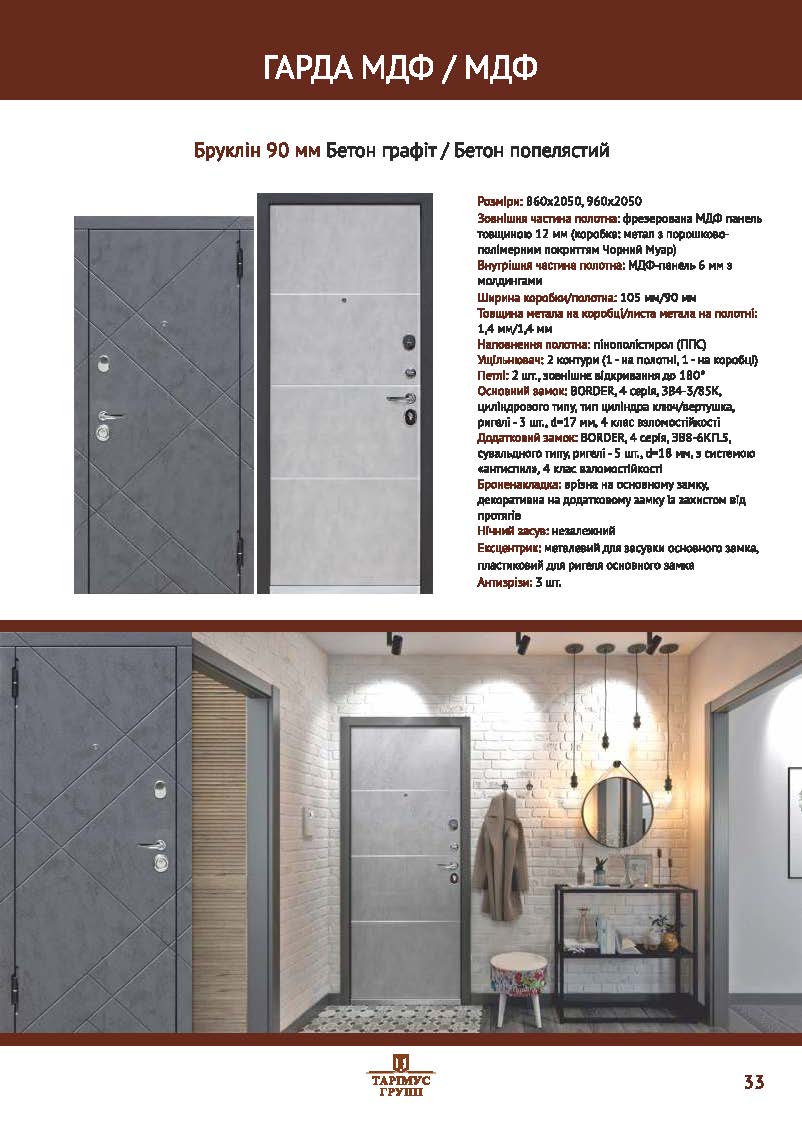 ГАРДА МДФ / МДФ
Бруклін 90 мм Бетон графіт / Бетон попелястий
Розміри: 860х2050, 960х2050
Зовнішня частина полотна: фрезерована МДФ панель
товщиною 12 мм (коробка: метал з порошково-
полімерним покриттям Чорний Муар)
Внутрішня частина полотна: МДФ-панель 6 мм з
молдингами
Ширина коробки/полотна: 105 мм/90 мм
Товщина метала на коробці/листа метала на полотні:
1,4 мм/1,4 мм
Наповнення полотна: пінополістирол (ППС)
Ущільнювач: 2 контури (1 - на полотні, 1 - на коробці)
Петлі: 2 шт., зовнішнє відкривання до 180°
Основний замок: BORDER, 4 серія, ЗВ4-3/85К,
циліндрового типу, тип циліндра ключ/вертушка,
ригелі - 3 шт., d=17 мм, 4 клас взломостійкості
Додатковий замок: BORDER, 4 серія, ЗВ8-6КП.5,
сувальдного типу, ригелі - 5 шт., d=18 мм, з системою
«антиспил», 4 клас взломостійкості
Броненакладка: врізна на основному замку,
декоративна на додатковому замку із захистом від
протягів
Нічний засув: незалежний
Ексцентрик: металевий для засувки основного замка,
пластиковий для ригеля основного замка
Антизрізи: 3 шт.
ТАРІМУС
ГРУПП
33